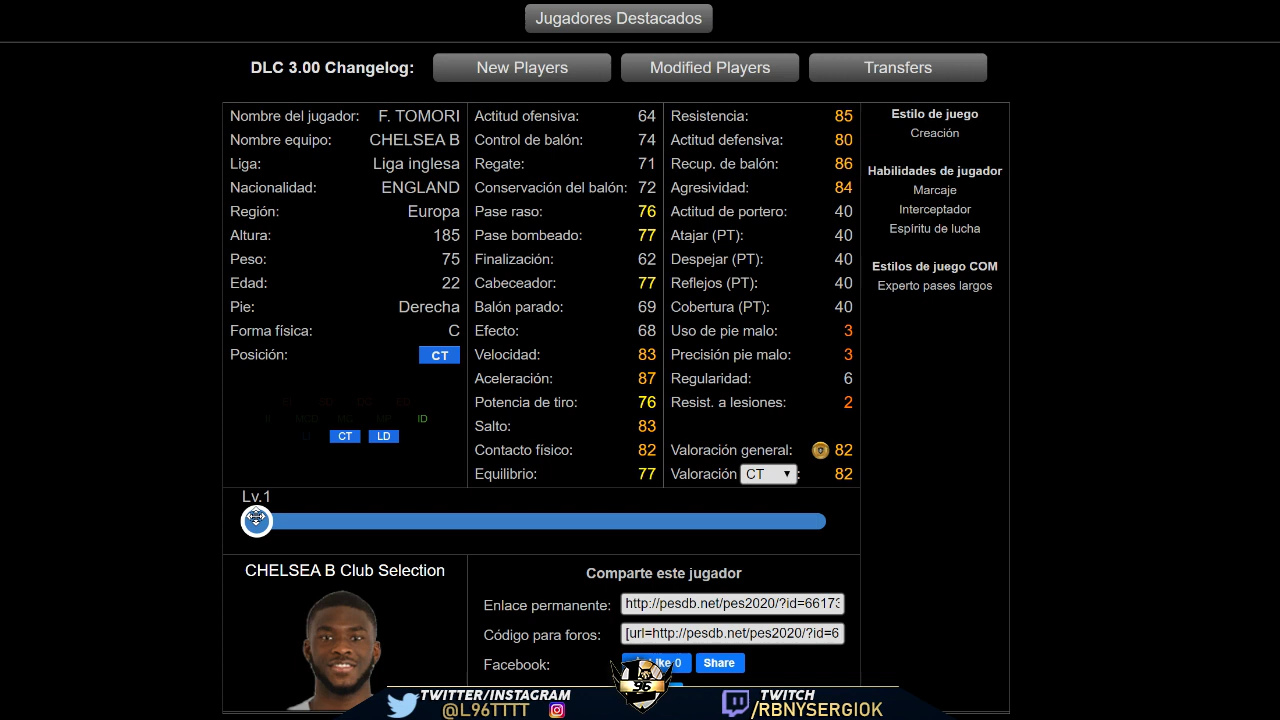 Jugadores Destacados
DLC 3.00 Changelog: New Players Modified Players Transfers
Nombre del jugador: F. TOMORI
Nombre equipo: CHELSEA B
Liga: Liga inglesa
Nacionalidad: ENGLAND
Región: Europa
Altura: 185
Peso: 75
Edad: 22
Pie: Derecha
Forma física: C
Posición: CT
ID
CT LD
Actitud ofensiva: 64
Control de balón: 74
Regate: 71
Conservación del balón: 72
Pase raso: 76
Pase bombeado: 77
Finalización: 62
Cabeceador: 77
Balón parado: 69
Efecto: 68
Velocidad: 83
Aceleración: 87
Potencia de tiro: 76
Salto: 83
Contacto físico: 82
Equilibrio: 77
Resistencia: 85
Actitud defensiva: 80
Recup. de balón: 86
Agresividad: 84
Actitud de portero: 40
Atajar (PT): 40
Despejar (PT): 40
Reflejos (PT): 40
Cobertura (PT): 40
Uso de pie malo: 3
Precisión pie malo: 3
Regularidad: 6
Resist. a lesiones: 2
Valoración general: 82
Valoración CT : 82
Estilo de juego
Creación
Habilidades de jugador
Marcaje
Interceptador
Espíritu de lucha
Estilos de juego COM
Experto pases largos
Lv.1
CHELSEA B Club Selection
Comparte este jugador
Enlace permanente: http://pesdb.net/pes2020/?id=6617
Código para foros: [url=http://pesdb.net/pes2020/?id=6
Facebook: Like 0 Share
TWITTER/INSTAGRAM
@L96TTTT
TWITCH
/RBNYSERGIOK